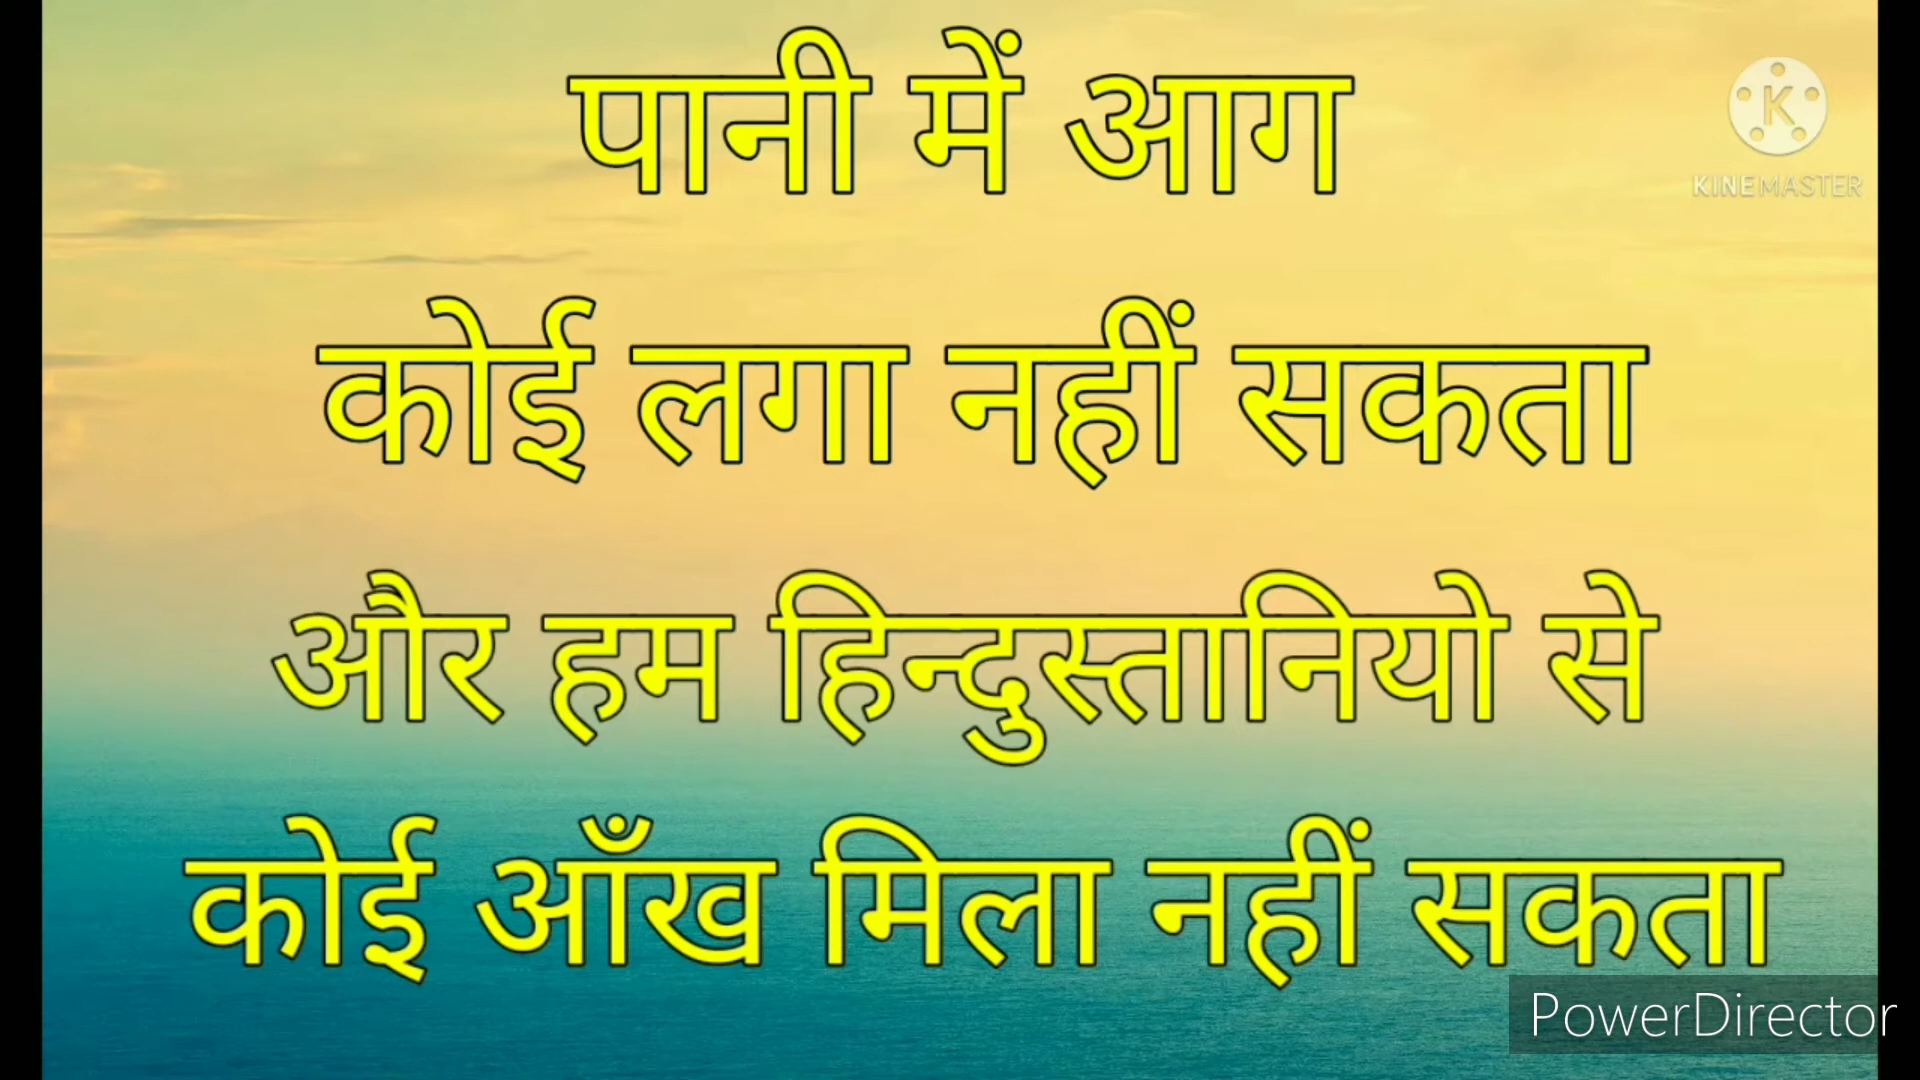 पानी में आग
K
KINEMASTER
कोई लगा नहीं सकता
और हम हिन्दुस्तानियो से
कोई आँख मिला नहीं सकता
PowerDirector